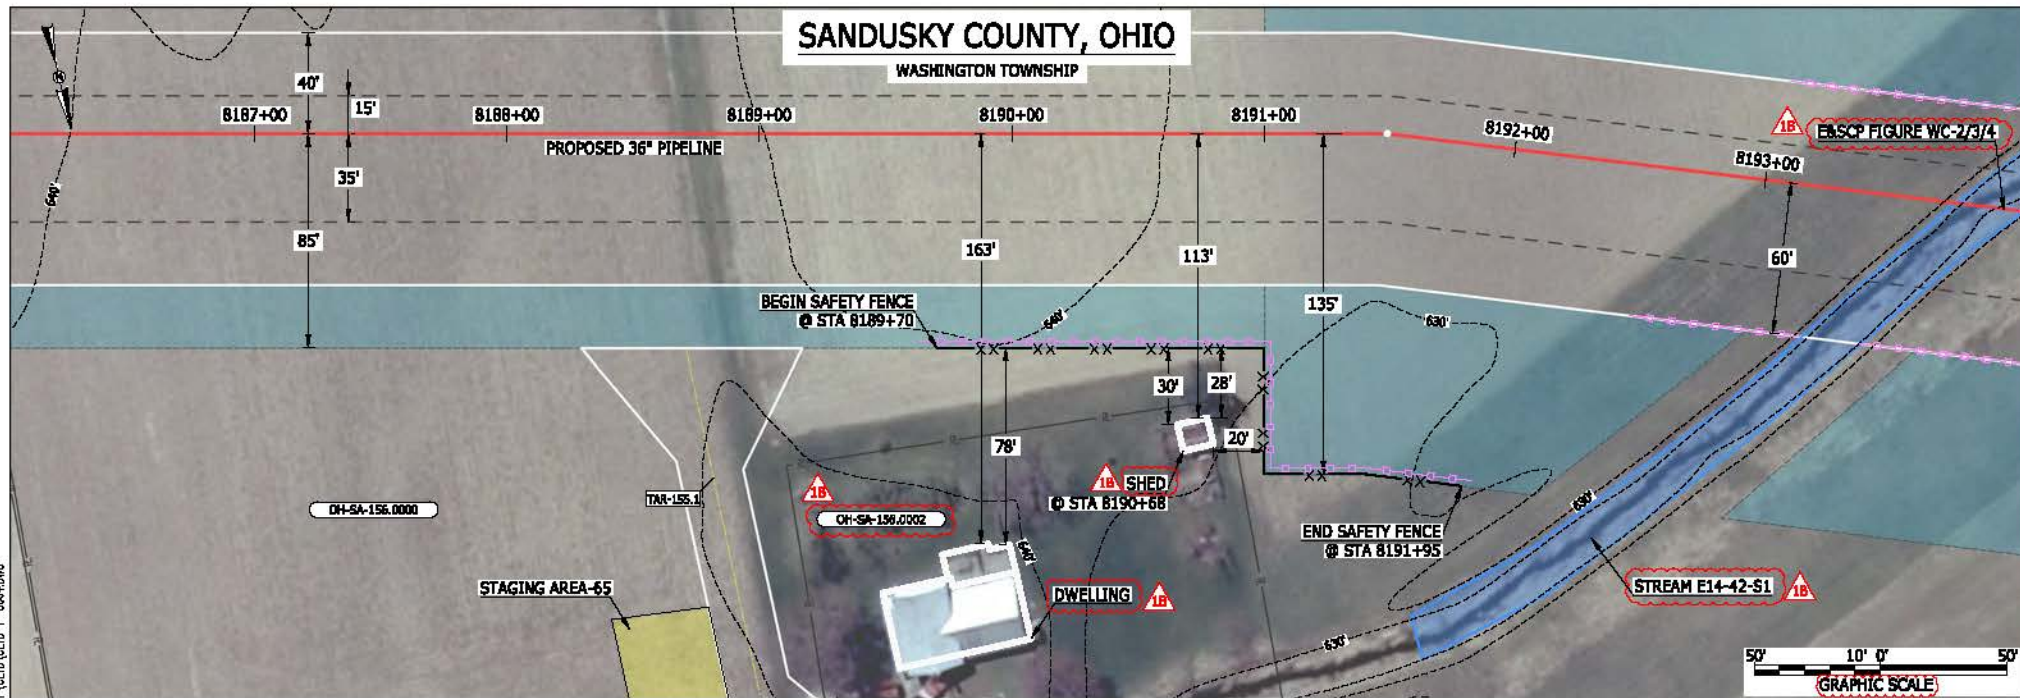 SANDUSKY COUNTY, OHIO
WASHINGTON TOWNSHIP
40'
15'
8187+00
8188+00
8189+00
8190+00
8191+00
8192+00
8193+00
1B
E&SCP FIGURE WC-2/3/4
PROPOSED 36" PIPELINE
35'
640'
85'
163'
113'
60'
135'
BEGIN SAFETY FENCE
@ STA 8189+70
640'
630'
30'
28'
78'
20'
TAR-155.1
OH-SA-156.0000
1B
OH-SA-156.0002
1B
SHED
@ STA 8190+68
END SAFETY FENCE
@ STA 8191+95
630'
640'
STAGING AREA-65
DWELLING
1B
STREAM E14-42-S1
1B
630'
50'
10'
0'
50'
GRAPHIC SCALE